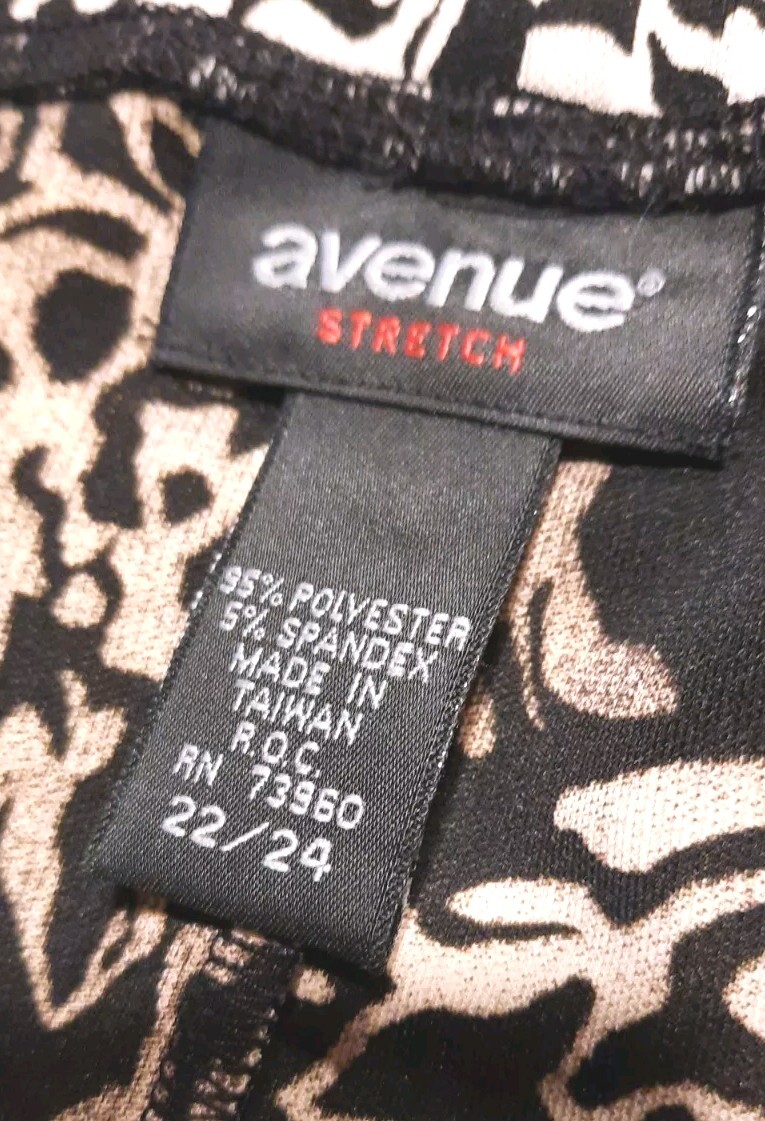 avenue®
STRETCH
95% POLYESTER
5% SPANDEX
MADE IN
TAIWAN
R.O.C.
RN 73960
22/24